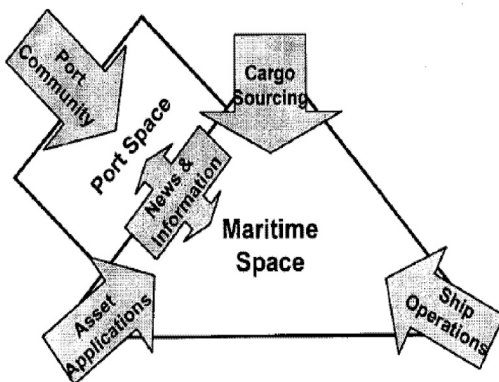 Port
Community
Cargo
Sourcing
Port Space
News &
Information
Maritime
Space
Asset
Applications
Ship
Operations